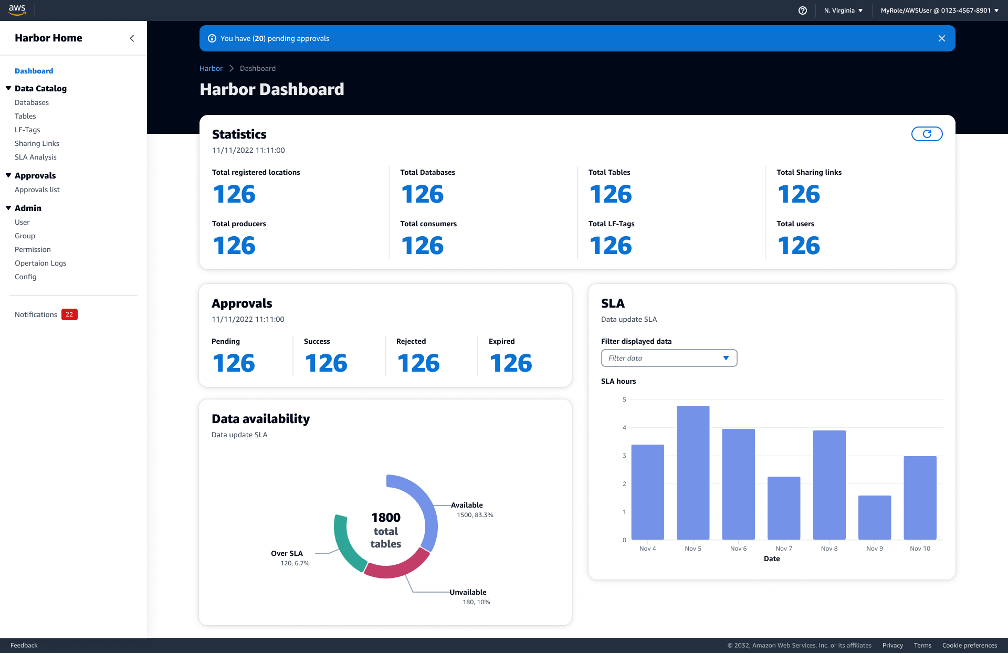 aws
N. Virginia
MyRole/AWSUser @ 0123-4567-8901
Harbor Home
Dashboard
Data Catalog
Databases
Tables
LF-Tags
Sharing Links
SLA Analysis
Approvals
Approvals list
Admin
User
Group
Permission
Opertaion Logs
Config
Notifications 22
You have (20) pending approvals
Harbor > Dashboard
Harbor Dashboard
Statistics
11/11/2022 11:11:00
Total registered locations
126
Total Databases
126
Total Tables
126
Total Sharing links
126
Total producers
126
Total consumers
126
Total LF-Tags
126
Total users
126
Approvals
11/11/2022 11:11:00
Pending
126
Success
126
Rejected
126
Expired
126
Data availability
Data update SLA
1800
total
tables
Available
1500, 83.3%
Over SLA
120, 6.7%
Unvailable
180, 10%
SLA
Data update SLA
Filter displayed data
Filter data
SLA hours
5
4
3
2
1
0
Nov 4 Nov 5 Nov 6 Nov 7 Nov 8 Nov 9 Nov 10
Date
Feedback
© 2032, Amazon Web Services, Inc. or its affiliates
Privacy
Terms
Cookie preferences